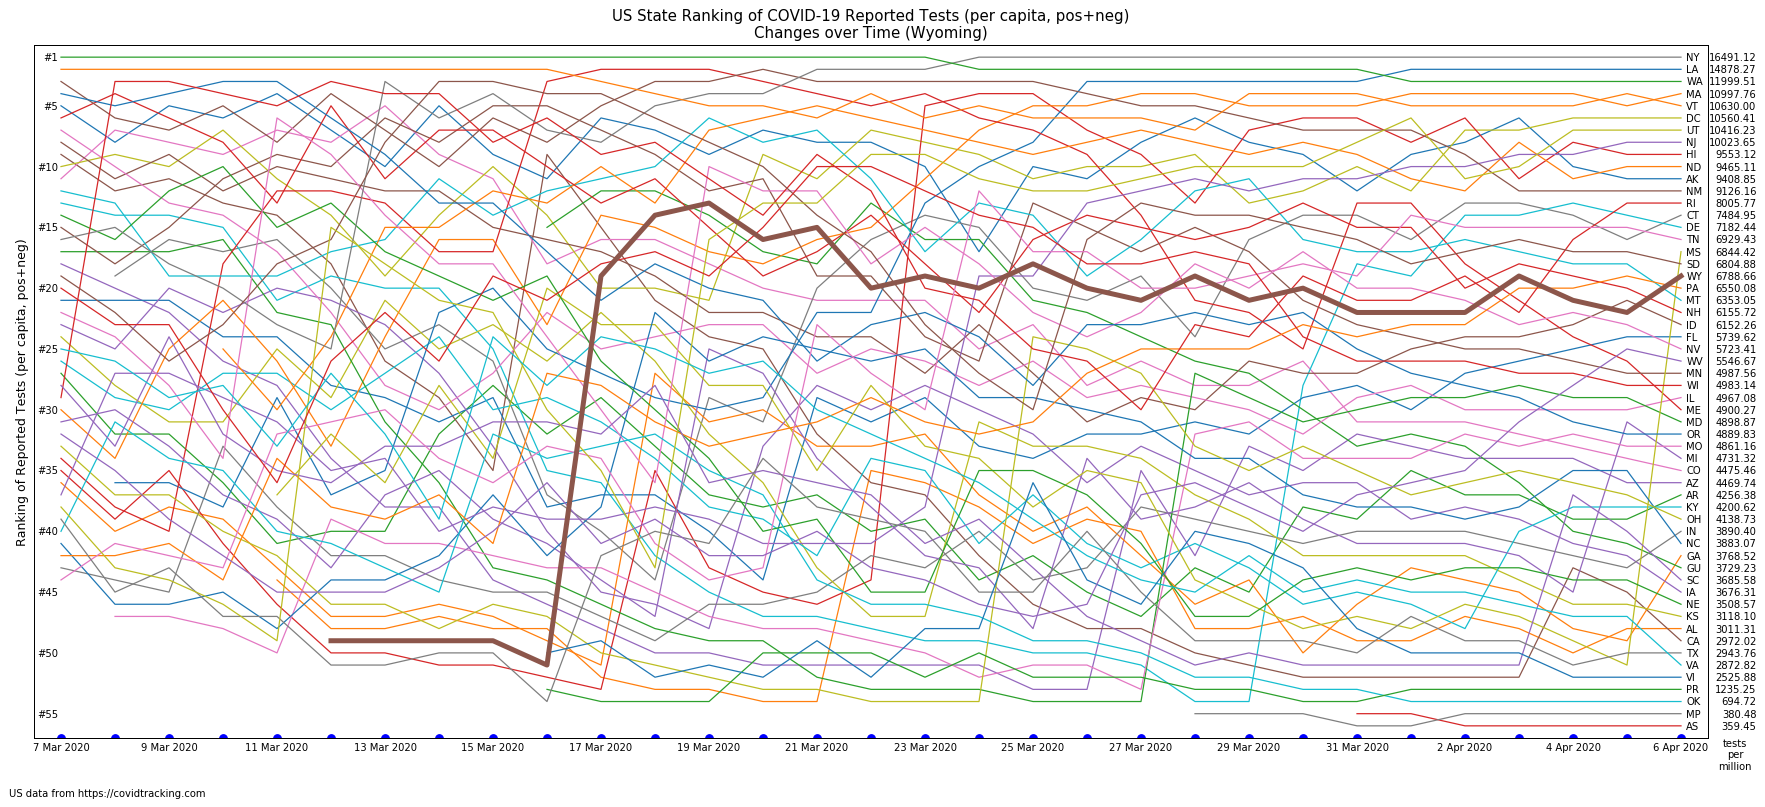 US State Ranking of COVID-19 Reported Tests (per capita, pos+neg)
Changes over Time (Wyoming)
Ranking of Reported Tests (per capita, pos+neg)
#1
#5
#10
#15
#20
#25
#30
#35
#40
#45
#50
#55
NY 16491.12
LA 14878.27
WA 11999.51
MA 10997.76
VT 10630.00
DC 10560.41
UT 10416.23
NJ 10023.65
HI 9553.12
ND 9465.11
AK 9408.85
NM 9126.16
RI 8005.77
CT 7484.95
DE 7182.44
TN 6929.43
MS 6844.42
SD 6804.88
WY 6788.66
PA 6550.08
MT 6353.05
NH 6155.72
ID 6152.26
FL 5739.62
NV 5723.41
WV 5546.67
MN 4987.56
WI 4983.14
IL 4967.08
ME 4900.27
MD 4898.87
OR 4889.83
MO 4861.16
MI 4731.32
CO 4475.46
AZ 4469.74
AR 4256.38
KY 4200.62
OH 4138.73
IN 3890.40
NC 3883.07
GA 3768.52
GU 3729.23
SC 3685.58
IA 3676.31
NE 3508.57
KS 3118.10
AL 3011.31
CA 2972.02
TX 2943.76
VA 2872.82
VI 2525.88
PR 1235.25
OK 694.72
MP 380.48
AS 359.45
7 Mar 2020 9 Mar 2020 11 Mar 2020 13 Mar 2020 15 Mar 2020 17 Mar 2020 19 Mar 2020 21 Mar 2020 23 Mar 2020 25 Mar 2020 27 Mar 2020 29 Mar 2020 31 Mar 2020 2 Apr 2020 4 Apr 2020 6 Apr 2020
tests
per
million
US data from https://covidtracking.com